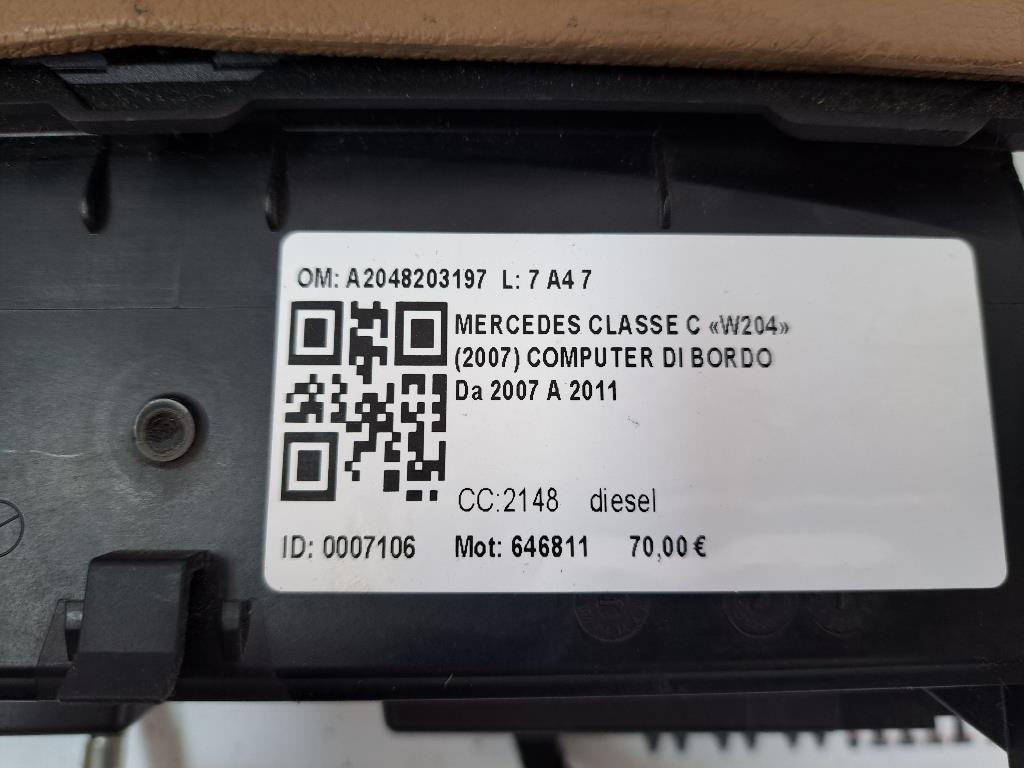 OM: A2048203197 L: 7 A4 7
MERCEDES CLASSE C «W204»
(2007) COMPUTER DI BORDO
Da 2007 A 2011
CC:2148 diesel
ID: 0007106 Mot: 646811 70,00 €